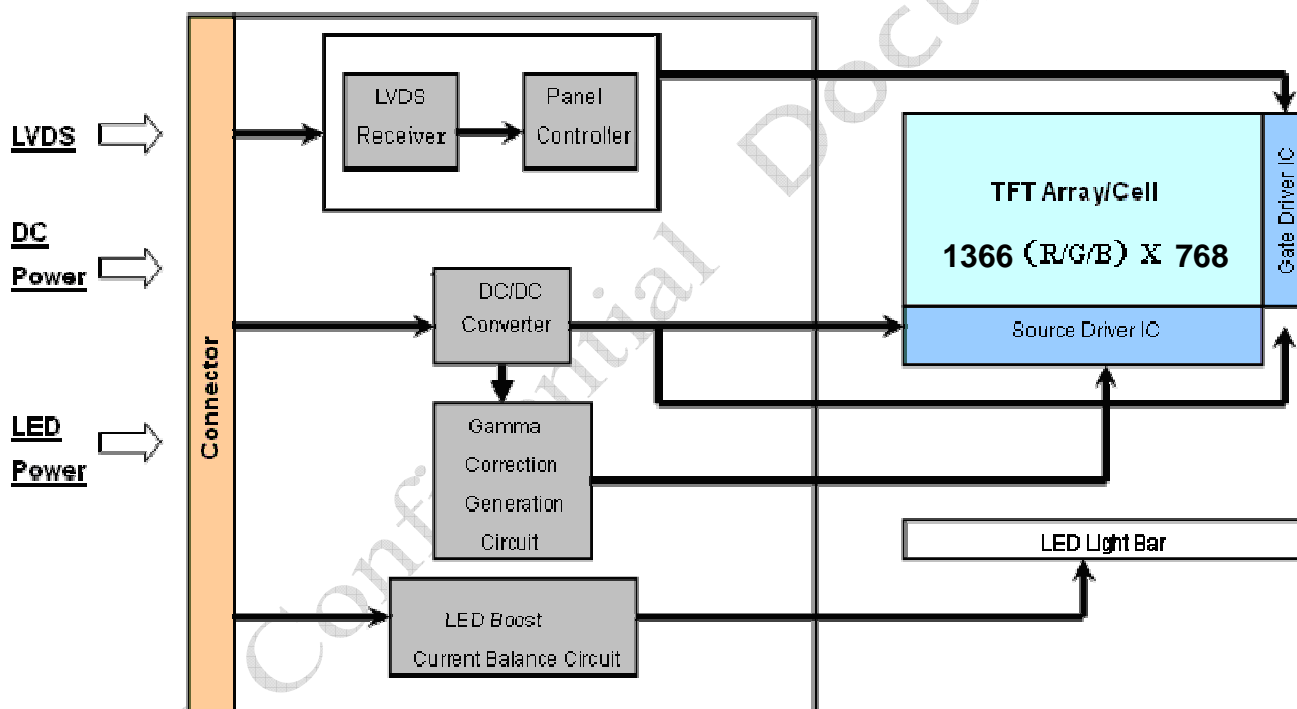 LVDS
DC
Power
LED
Power
Connector
LVDS
Receiver
Panel
Controller
DC/DC
Converter
Gamma
Correction
Generation
Circuit
LED Boost
Current Balance Circuit
TFT Array/Cell
1366 (R/G/B) X 768
Gate Driver IC
Source Driver IC
LED Light Bar
Confidential Docu